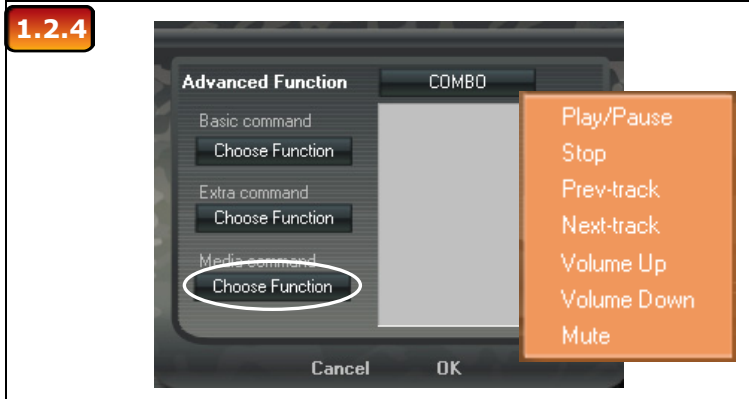 1.2.4
Advanced Function COMBO
Basic command
Choose Function
Extra command
Choose Function
Media command
Choose Function
Cancel OK
Play/Pause
Stop
Prev-track
Next-track
Volume Up
Volume Down
Mute